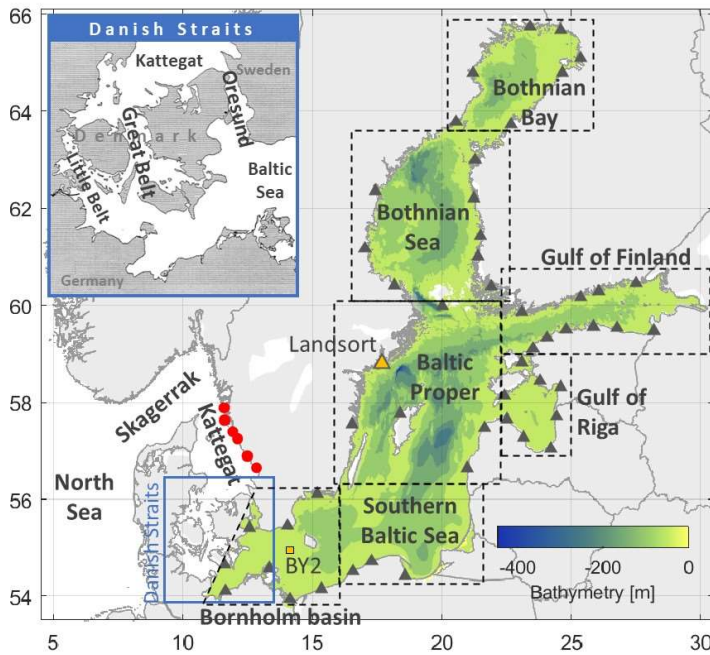 Danish Straits
Kattegat
Sweden
Oresund
Denmark
Great Belt
Little Belt
Baltic
Sea
Germany
66
64
62
60
58
56
54
5
10
15
20
25
30
Bothnian
Bay
Bothnian
Sea
Gulf of Finland
Landsort
Baltic
Proper
Gulf of
Riga
Skagerrak
Kattegat
North
Sea
Danish Straits
Southern
Baltic Sea
BY2
Bornholm basin
-400
-200
0
Bathymetry [m]